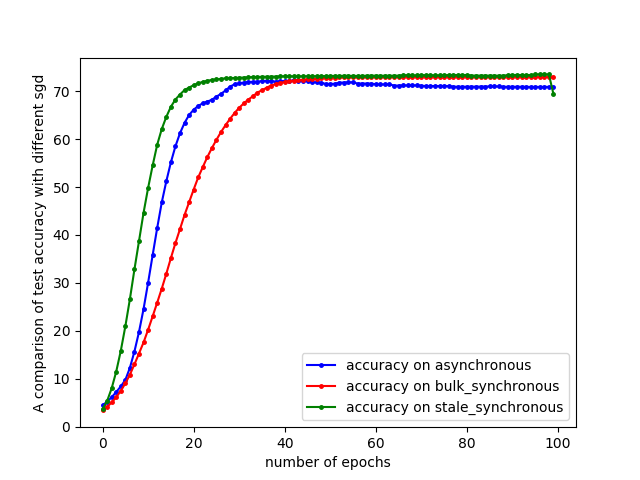 A comparison of test accuracy with different sgd
70
60
50
40
30
20
10
0
0 20 40 60 80 100
number of epochs
accuracy on asynchronous
accuracy on bulk_synchronous
accuracy on stale_synchronous